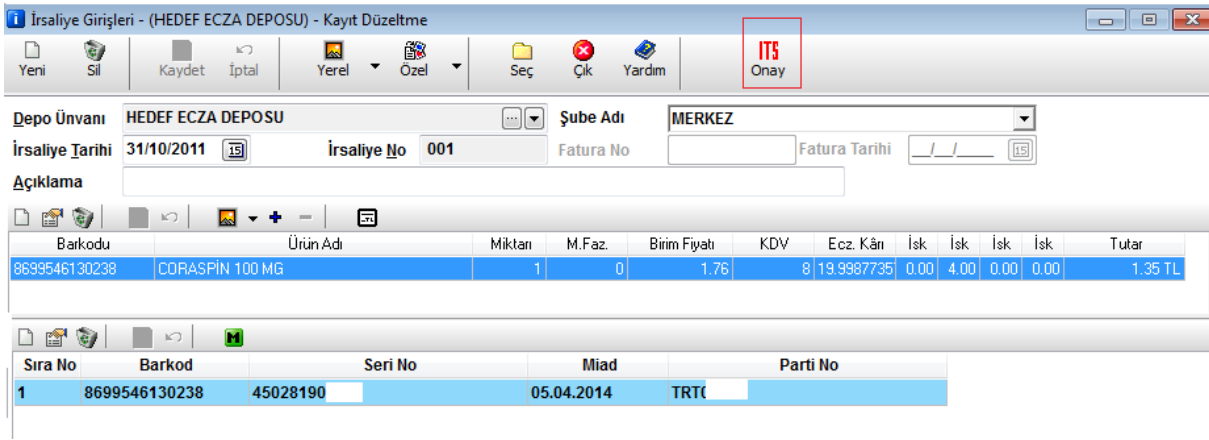 İrsaliye Girişleri - (HEDEF ECZA DEPOSU) - Kayıt Düzeltme
Yeni Sil Kaydet İptal Yerel Özel Seç Çık Yardım ITS Onay
Depo Ünvanı HEDEF ECZA DEPOSU Şube Adı MERKEZ
İrsaliye Tarihi 31/10/2011 15 İrsaliye No 001 Fatura No Fatura Tarihi __/__/____ 15
Açıklama
Barkodu Ürün Adı Miktarı M.Faz. Birim Fiyatı KDV Ecz. Kârı İsk İsk İsk İsk Tutar
8699546130238 CORASPİN 100 MG 1 0 1.76 8 19.9987735 0.00 4.00 0.00 0.00 1.35 TL
M
Sıra No Barkod Seri No Miad Parti No
1 8699546130238 45028190 05.04.2014 TRT